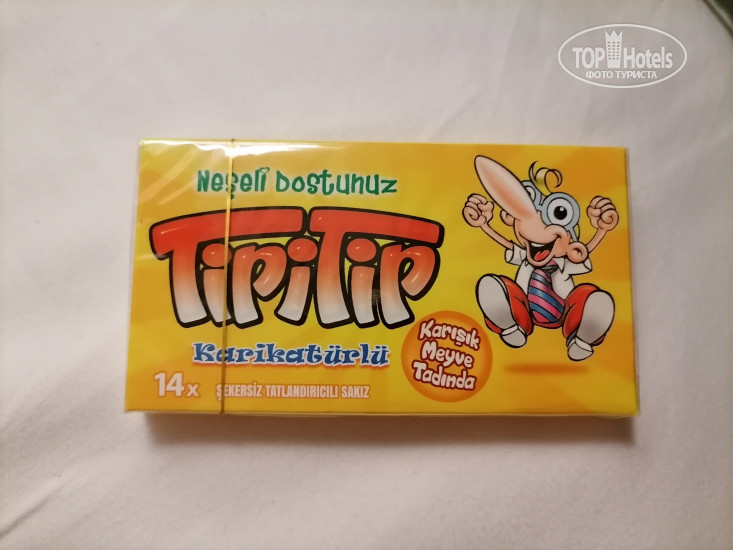 TOP Hotels
ФОТО ТУРИСТА
Neşeli Dostunuz
TipiTip
Karikatürlü
Karışık
Meyve
Tadında
14x ŞEKERSİZ TATLANDIRICILI SAKIZ